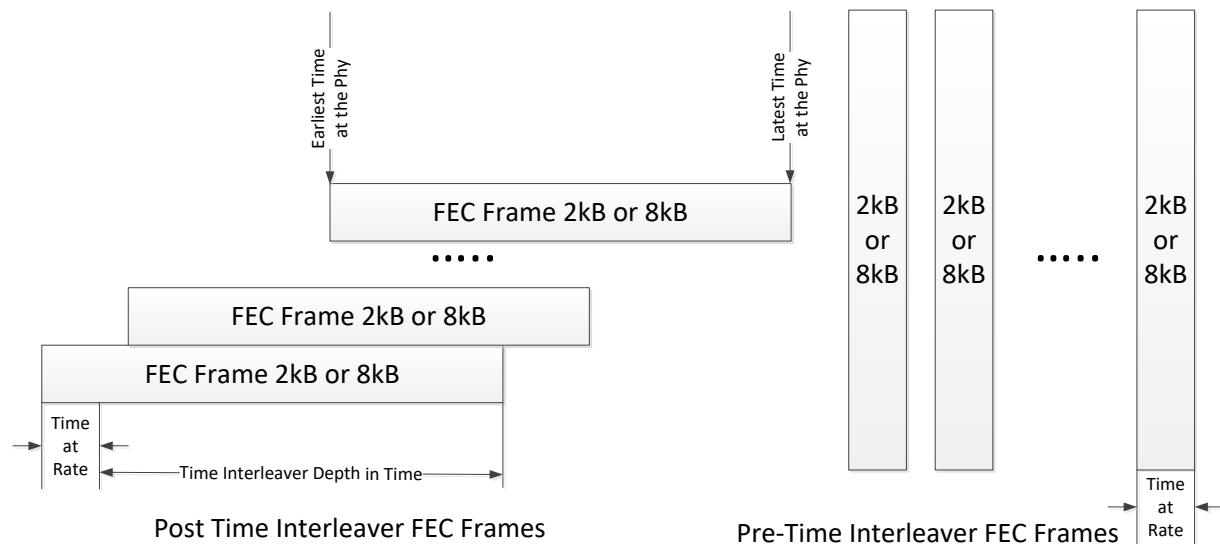 Earliest Time
at the Phy
Latest Time
at the Phy
FEC Frame 2kB or 8kB
FEC Frame 2kB or 8kB
FEC Frame 2kB or 8kB
Time
at
Rate
Time Interleaver Depth in Time
Post Time Interleaver FEC Frames
2kB
or
8kB
2kB
or
8kB
2kB
or
8kB
Time
at
Rate
Pre-Time Interleaver FEC Frames